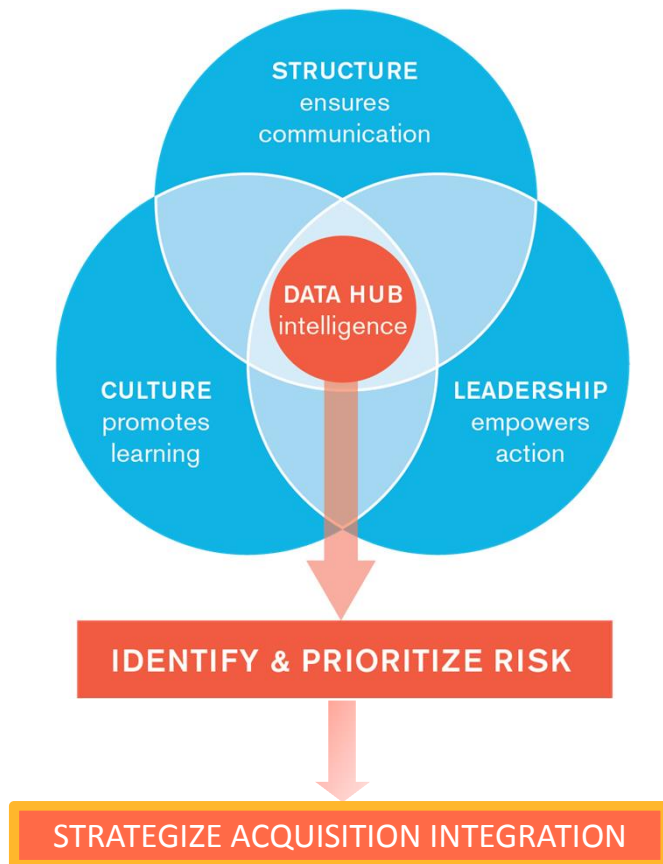 STRUCTURE
ensures
communication
DATA HUB
intelligence
CULTURE
promotes
learning
LEADERSHIP
empowers
action
IDENTIFY & PRIORITIZE RISK
STRATEGIZE ACQUISITION INTEGRATION